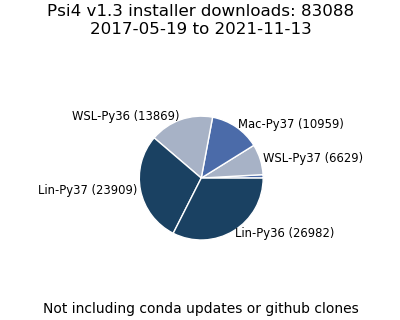 Psi4 v1.3 installer downloads: 83088
2017-05-19 to 2021-11-13
WSL-Py36 (13869)
Mac-Py37 (10959)
WSL-Py37 (6629)
Lin-Py37 (23909)
Lin-Py36 (26982)
Not including conda updates or github clones